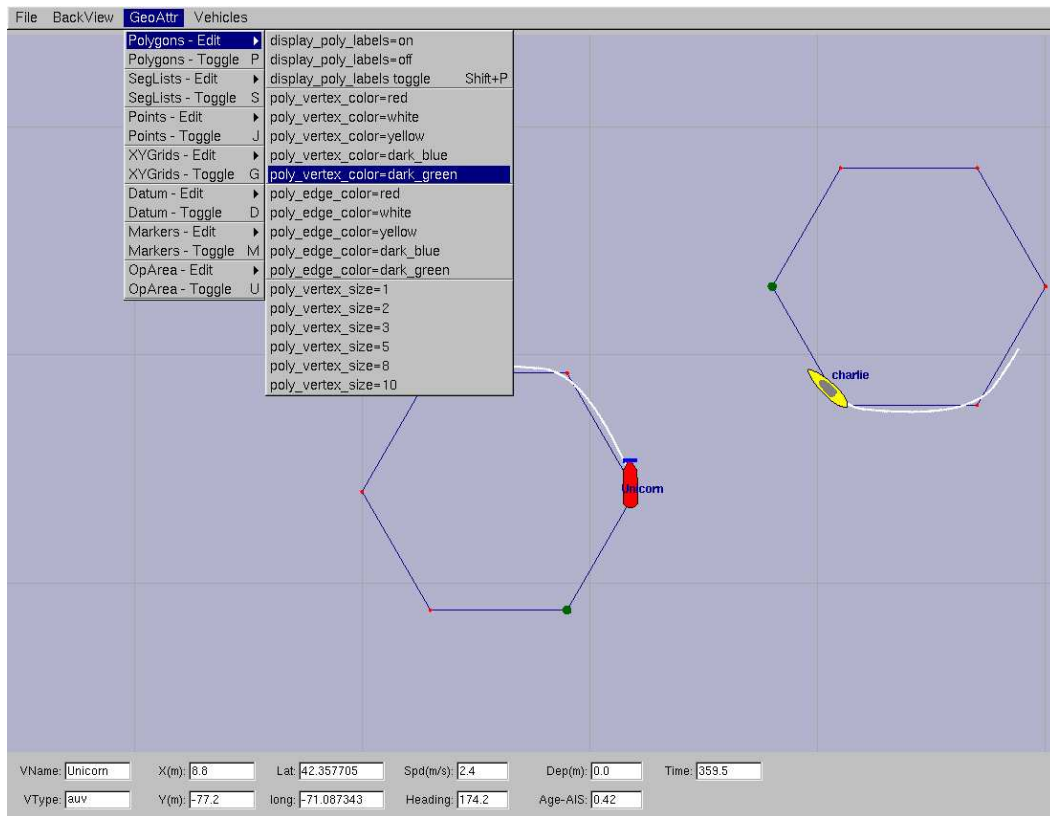 File BackView GeoAttr Vehicles
Polygons - Edit
Polygons - Toggle P
SegLists - Edit
SegLists - Toggle S
Points - Edit
Points - Toggle J
XYGrids - Edit
XYGrids - Toggle G
Datum - Edit
Datum - Toggle D
Markers - Edit
Markers - Toggle M
OpArea - Edit
OpArea - Toggle U
display_poly_labels=on
display_poly_labels=off
display_poly_labels toggle Shift+P
poly_vertex_color=red
poly_vertex_color=white
poly_vertex_color=yellow
poly_vertex_color=dark_blue
poly_vertex_color=dark_green
poly_edge_color=red
poly_edge_color=white
poly_edge_color=yellow
poly_edge_color=dark_blue
poly_edge_color=dark_green
poly_vertex_size=1
poly_vertex_size=2
poly_vertex_size=3
poly_vertex_size=5
poly_vertex_size=8
poly_vertex_size=10
charlie
Unicorn
VName: Unicorn X(m): 8.8 Lat: 42.357705 Spd(m/s): 2.4 Dep(m): 0.0 Time: 359.5
VType: auv Y(m): -77.2 long: -71.087343 Heading: 174.2 Age-AIS: 0.42